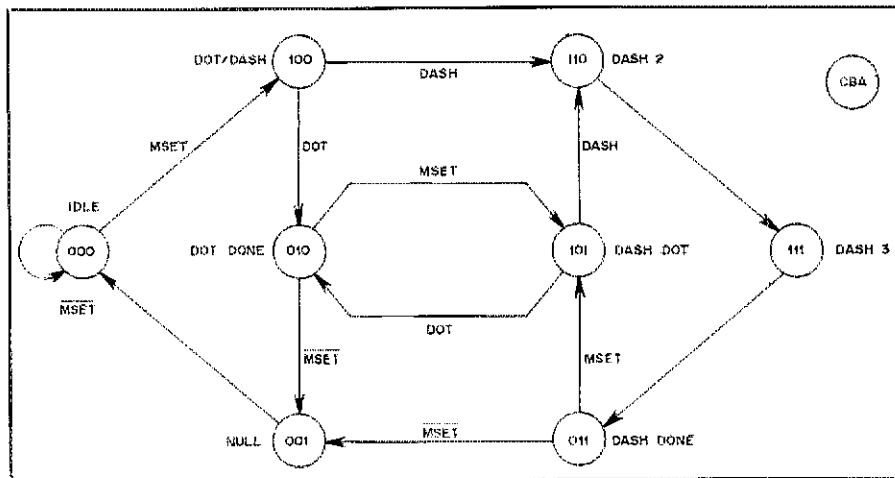 DOT/DASH 100
110 DASH 2
CBA
DASH
MSET
DOT
DASH
MSET
IDLE
000
DOT DONE 010
101 DASH DOT
111 DASH 3
MSET
DOT
MSET
MSET
NULL 001
MSET
011 DASH DONE